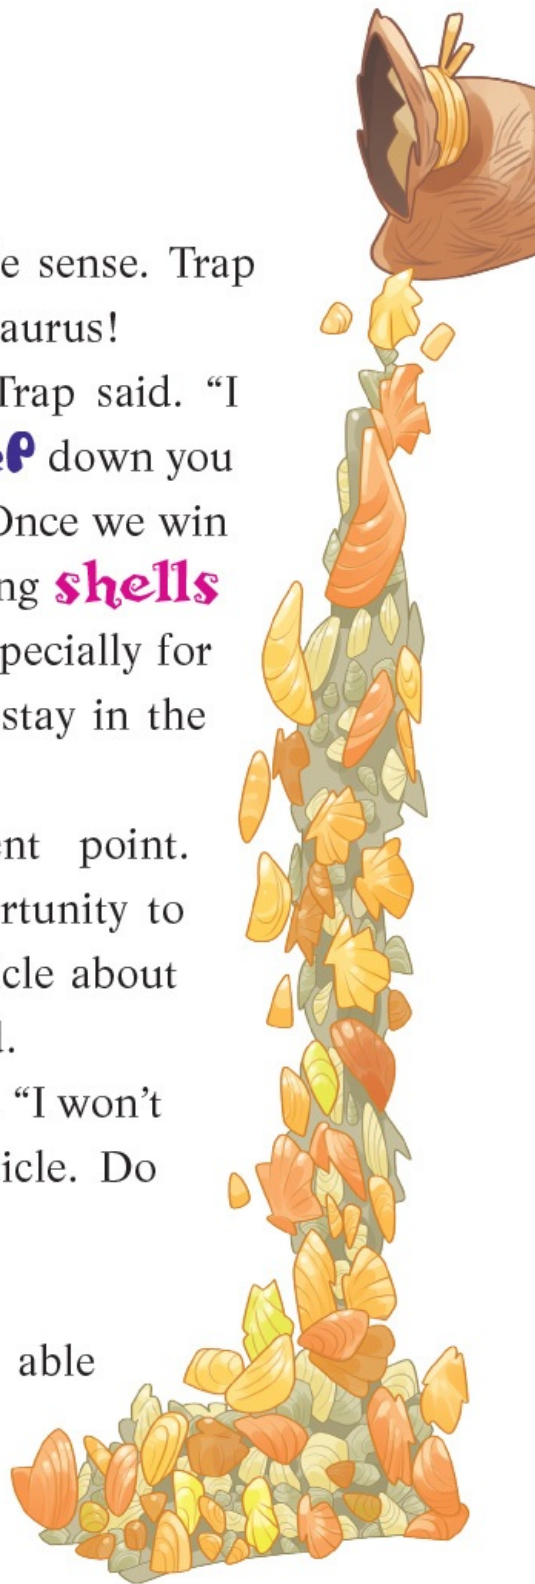 e sense. Trap
aurus!
Trap said. “I
eP down you
Once we win
ng shells
pecially for
stay in the
ent point.
rtunity to
icle about
d.
“I won’t
icle. Do
able